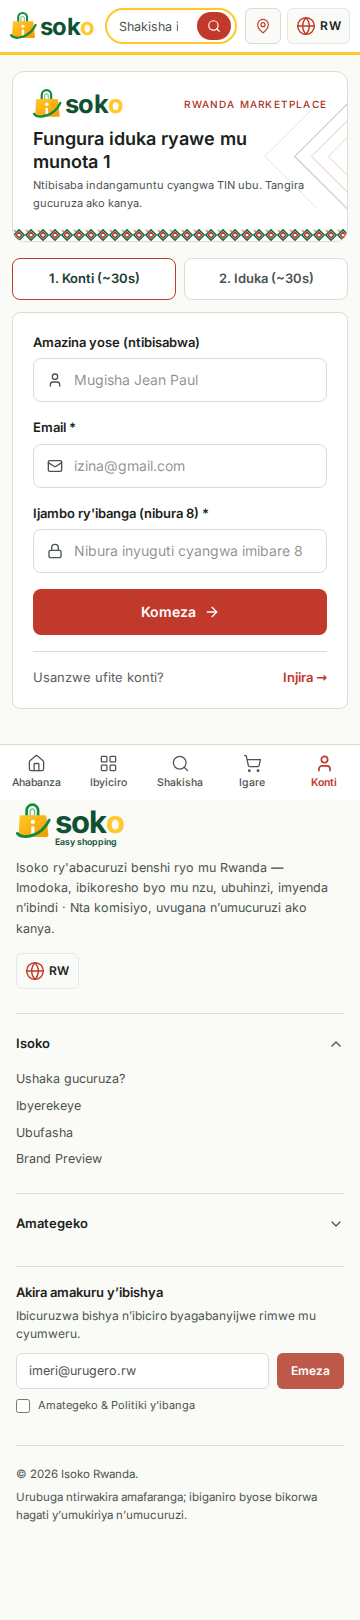 soko
Shakisha i
RW
soko
RWANDA MARKETPLACE
Fungura iduka ryawe mu
munota 1
Ntibisaba indangamuntu cyangwa TIN ubu. Tangira
gucuruza ako kanya.
1. Konti (~30s)
2. Iduka (~30s)
Amazina yose (ntibisabwa)
Mugisha Jean Paul
Email *
izina@gmail.com
Ijambo ry'ibanga (nibura 8) *
Nibura inyuguti cyangwa imibare 8
Komeza →
Usanzwe ufite konti?
Injira →
Ahabanza
Ibyiciro
Shakisha
Igare
Konti
soko
Easy shopping
Isoko ry'abacuruzi benshi ryo mu Rwanda —
Imodoka, ibikoresho byo mu nzu, ubuhinzi, imyenda
n’ibindi · Nta komisiyo, uvugana n’umucuruzi ako
kanya.
RW
Isoko
Ushaka gucuruza?
Ibyerekeye
Ubufasha
Brand Preview
Amategeko
Akira amakuru y’ibishya
Ibicuruzwa bishya n’ibiciro byagabanyijwe rimwe mu
cyumweru.
imeri@urugero.rw
Emeza
Amategeko & Politiki y'ibanga
© 2026 Isoko Rwanda.
Urubuga ntirwakira amafaranga; ibiganiro byose bikorwa
hagati y’umukiriya n’umucuruzi.